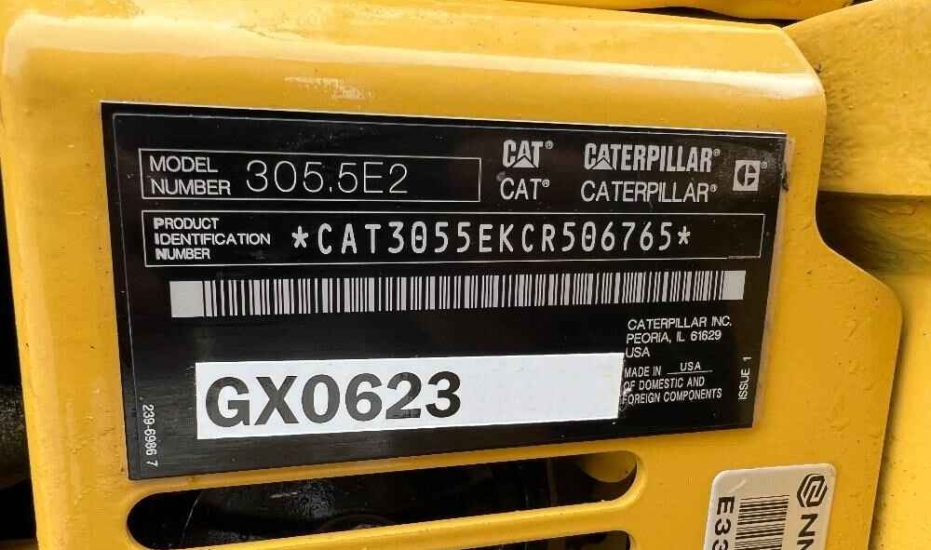 MODEL
NUMBER 305.5E2
CAT® CATERPILLAR®
CAT® CATERPILLAR®
PRODUCT
IDENTIFICATION
NUMBER
*CAT3055EKCR506765*
CATERPILLAR INC.
PEORIA, IL 61629
USA
MADE IN USA
OF DOMESTIC AND
FOREIGN COMPONENTS
ISSUE 1
GX0623
239-6986 7